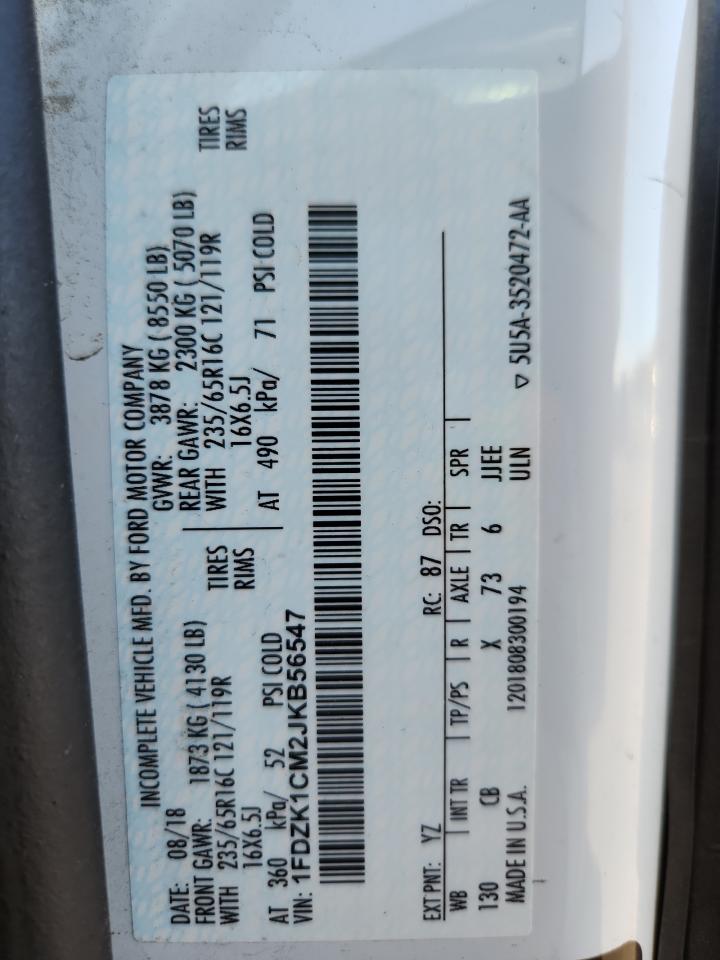 INCOMPLETE VEHICLE MFD. BY FORD MOTOR COMPANY
DATE: 08/18 GVWR: 3878 KG ( 8550 LB)
FRONT GAWR: 1873 KG ( 4130 LB) REAR GAWR: 2300 KG ( 5070 LB)
WITH 235/65R16C 121/119R TIRES WITH 235/65R16C 121/119R TIRES
16X6.5J RIMS 16X6.5J RIMS
AT 360 kPa/ 52 PSI COLD AT 490 kPa/ 71 PSI COLD
VIN: 1FDZK1CM2JKB56547
EXT PNT: YZ RC: 87 DSO:
WB INT TR TP/PS R AXLE TR SPR
130 CB X 73 6 JJEE
MADE IN U.S.A. 1201808300194 ULN ▽ 5U5A-3520472-AA